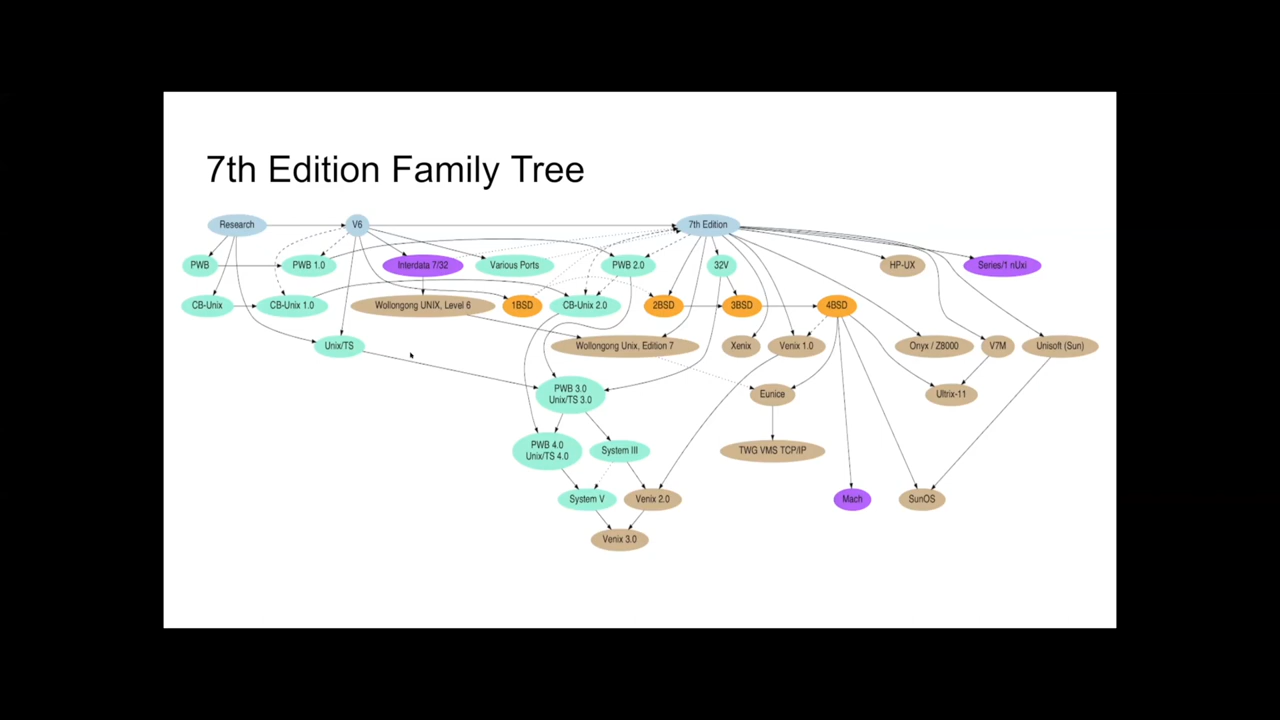 7th Edition Family Tree
Research
V6
7th Edition
PWB
PWB 1.0
Interdata 7/32
Various Ports
PWB 2.0
32V
HP-UX
Series/1 nUxi
CB-Unix
CB-Unix 1.0
Wollongong UNIX, Level 6
1BSD
CB-Unix 2.0
2BSD
3BSD
4BSD
Unix/TS
Wollongong Unix, Edition 7
Xenix
Venix 1.0
Onyx / Z8000
V7M
Unisoft (Sun)
PWB 3.0
Unix/TS 3.0
Eunice
Ultrix-11
PWB 4.0
Unix/TS 4.0
System III
TWG VMS TCP/IP
System V
Venix 2.0
Mach
SunOS
Venix 3.0